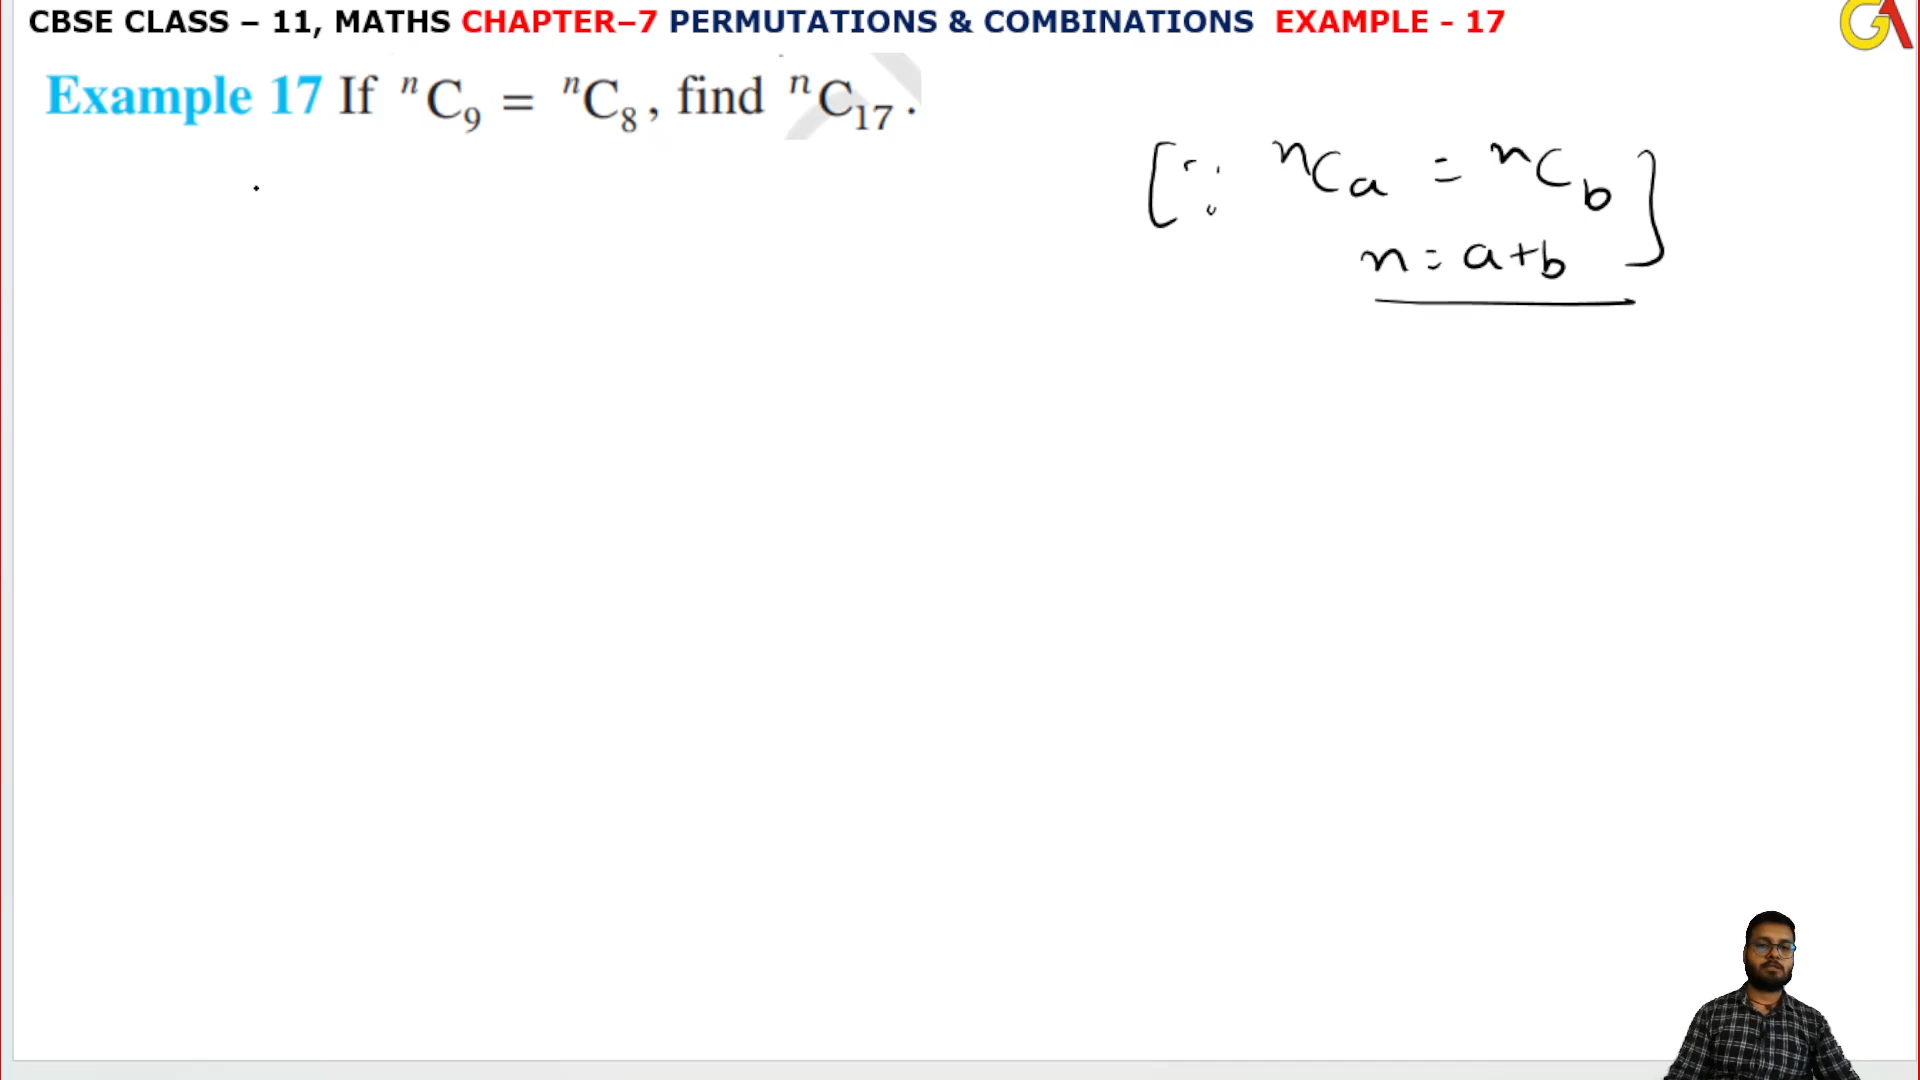 CBSE CLASS – 11, MATHS CHAPTER–7 PERMUTATIONS & COMBINATIONS EXAMPLE - 17
GA
Example 17 If ⁿC₉ = ⁿC₈, find ⁿC₁₇.
[∵ ⁿCₐ = ⁿC_b
n = a+b]